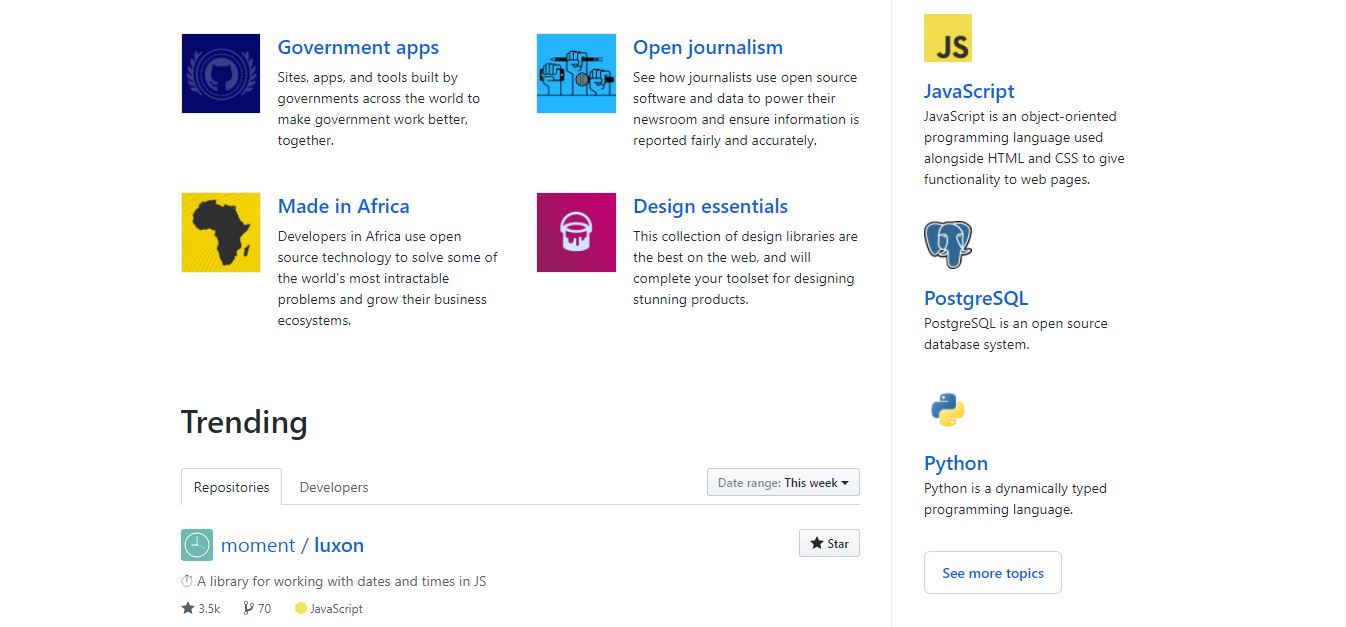 Government apps
Sites, apps, and tools built by
governments across the world to
make government work better,
together.
Open journalism
See how journalists use open source
software and data to power their
newsroom and ensure information is
reported fairly and accurately.
Made in Africa
Developers in Africa use open
source technology to solve some of
the world's most intractable
problems and grow their business
ecosystems.
Design essentials
This collection of design libraries are
the best on the web, and will
complete your toolset for designing
stunning products.
Trending
Repositories Developers Date range: This week
moment / luxon
Star
A library for working with dates and times in JS
3.5k 70 JavaScript
JS
JavaScript
JavaScript is an object-oriented
programming language used
alongside HTML and CSS to give
functionality to web pages.
PostgreSQL
PostgreSQL is an open source
database system.
Python
Python is a dynamically typed
programming language.
See more topics